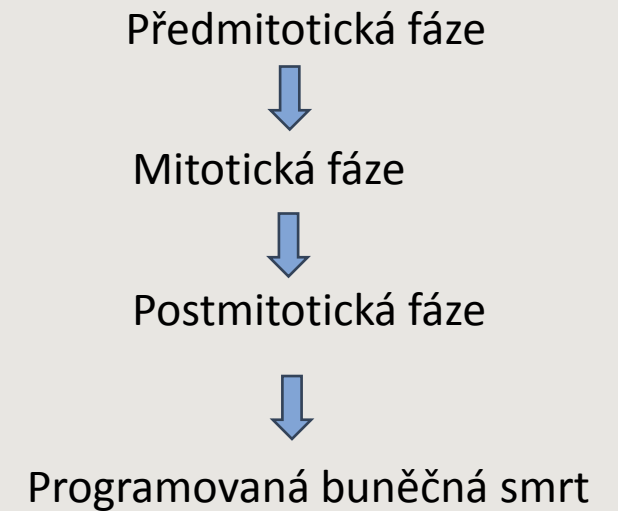 Předmitotická fáze
Mitotická fáze
Postmitotická fáze
Programovaná buněčná smrt